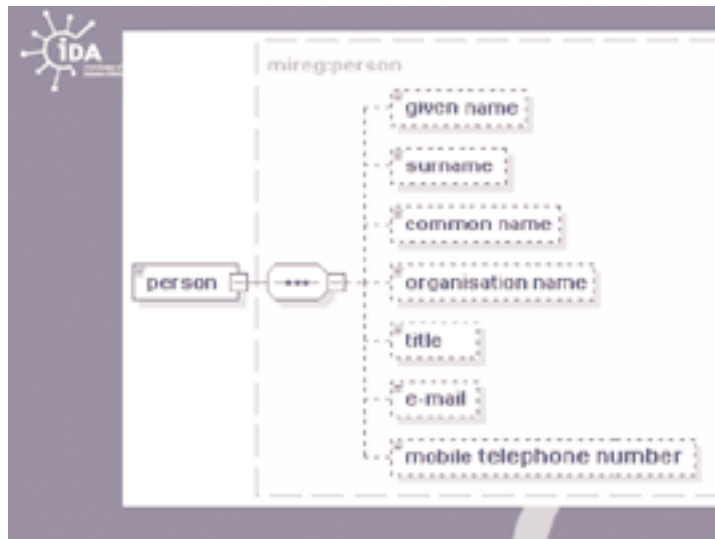 iDA
mireg:person
given name
surname
common name
person
organisation name
title
e-mail
mobile telephone number